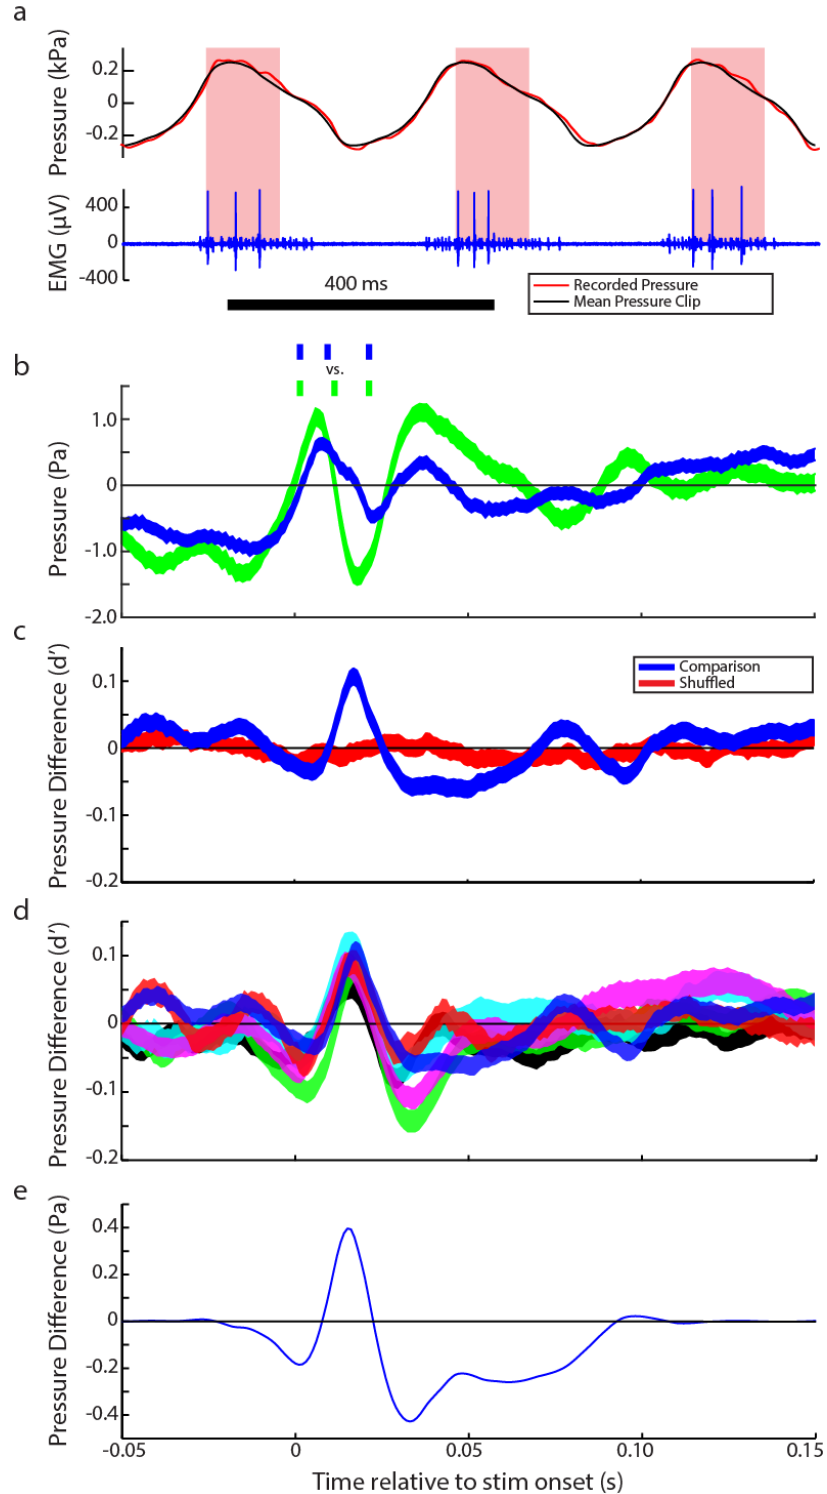 a
Pressure (kPa)
0.2
0
-0.2
EMG (µV)
400
0
-400
400 ms
Recorded Pressure
Mean Pressure Clip
b
vs.
Pressure (Pa)
1.0
0
-1.0
-2.0
c
Pressure Difference (d')
0.1
0
-0.1
-0.2
Comparison
Shuffled
d
Pressure Difference (d')
0.1
0
-0.1
-0.2
e
Pressure Difference (Pa)
0.4
0.2
0
-0.2
-0.4
-0.05 0 0.05 0.10 0.15
Time relative to stim onset (s)